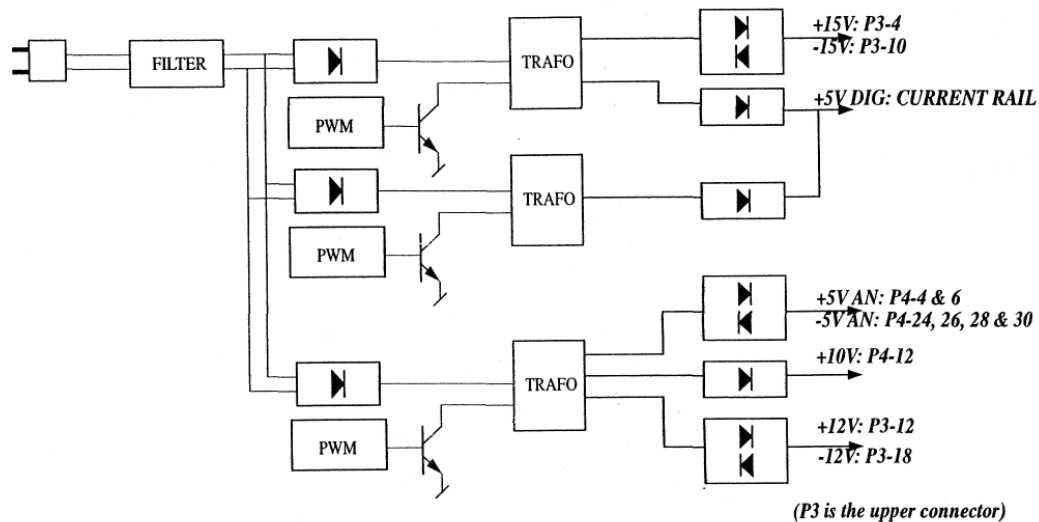 +15V: P3-4
-15V: P3-10
FILTER
TRAFO
+5V DIG: CURRENT RAIL
PWM
TRAFO
PWM
+5V AN: P4-4 & 6
-5V AN: P4-24, 26, 28 & 30
+10V: P4-12
TRAFO
+12V: P3-12
PWM
-12V: P3-18
(P3 is the upper connector)